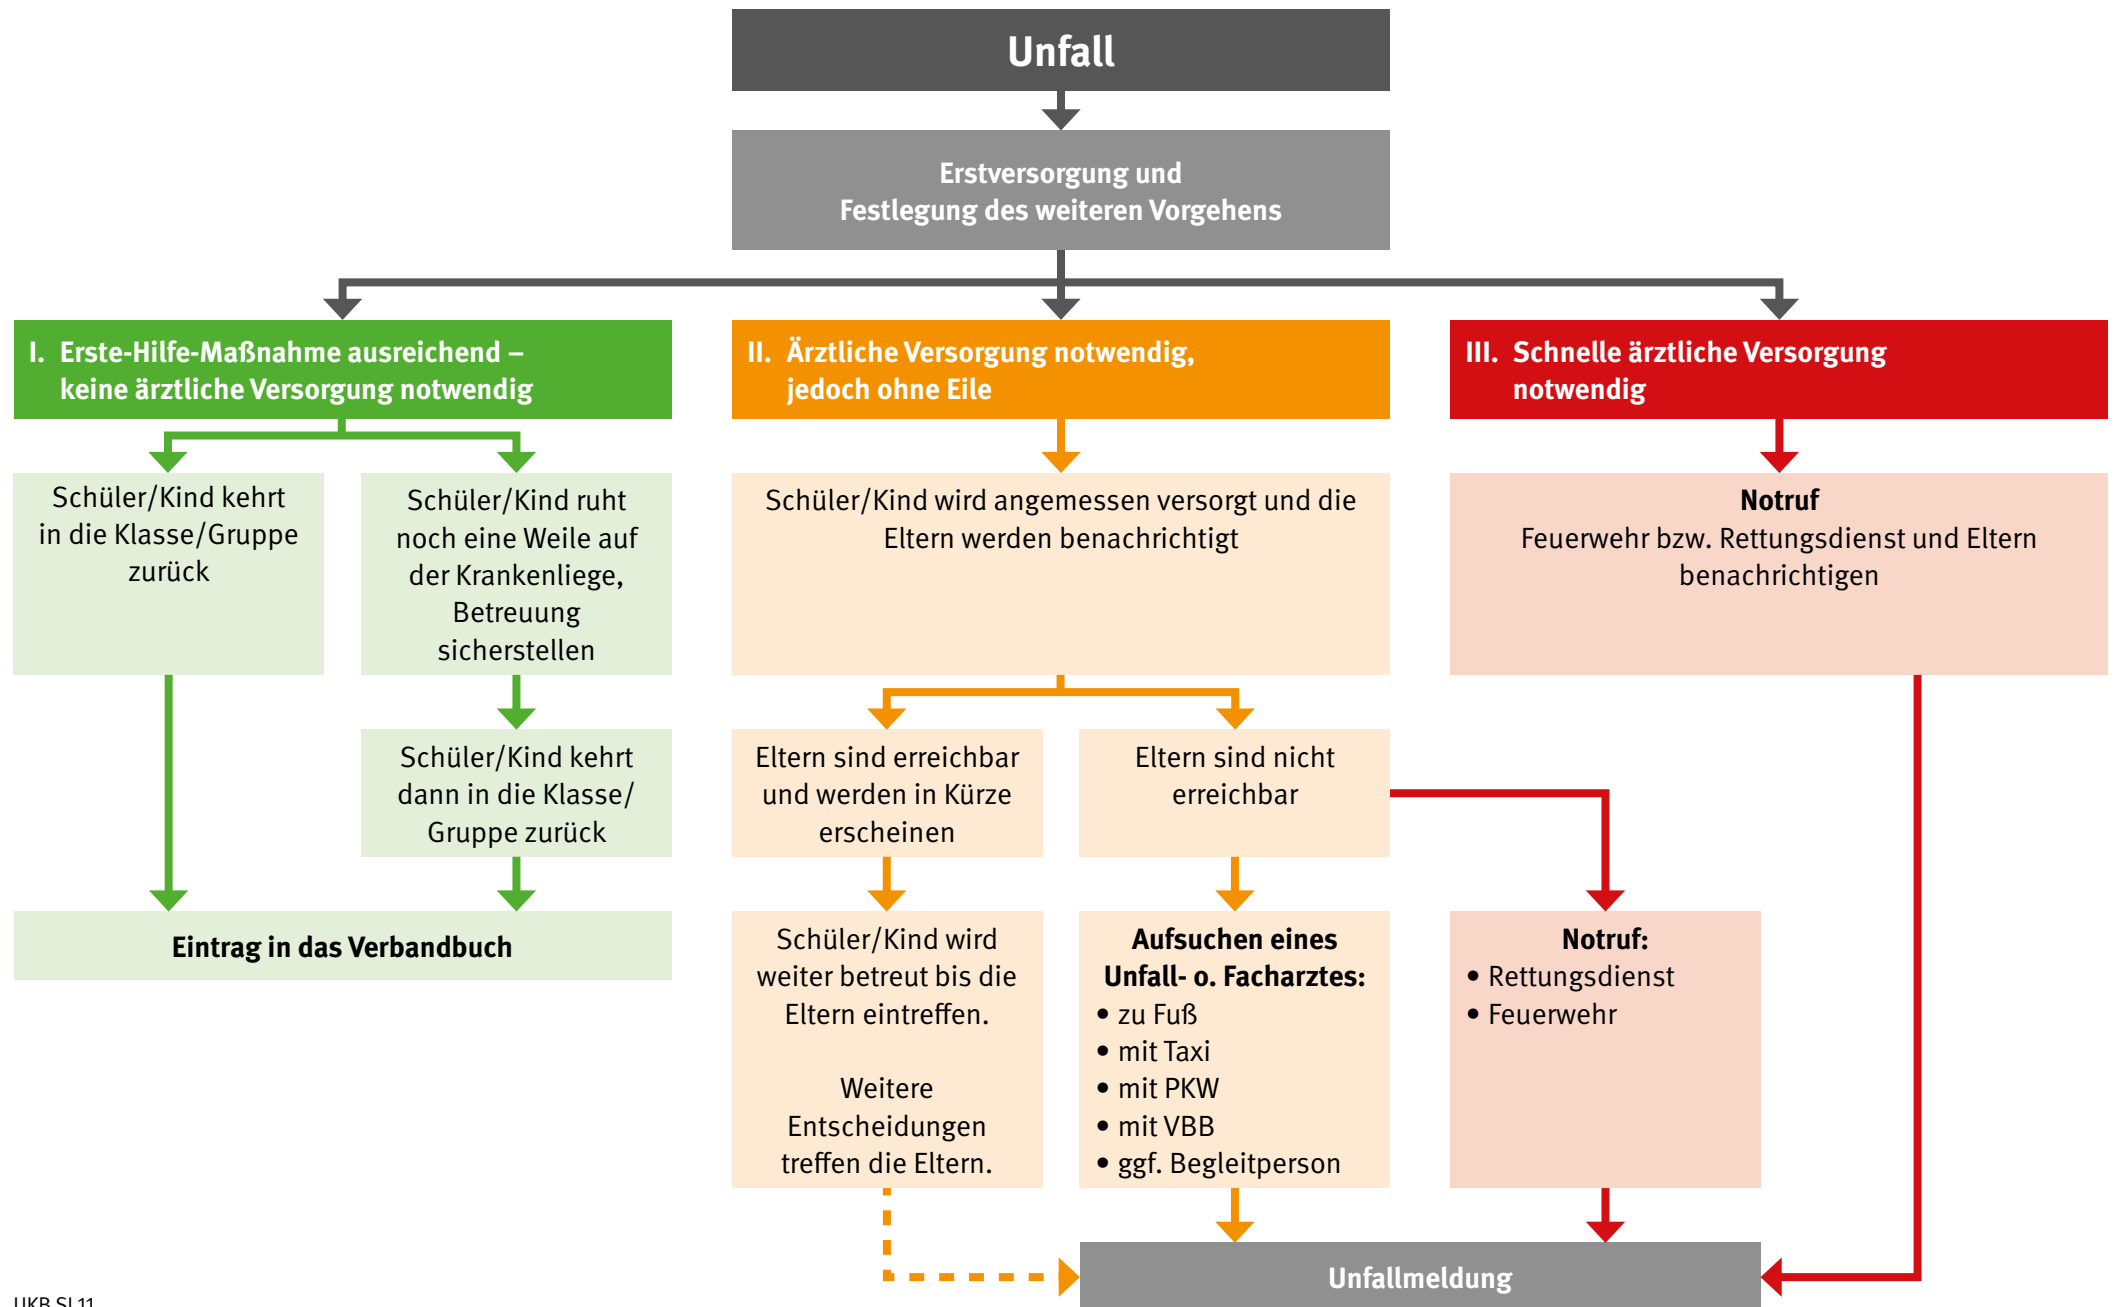 Unfall
Erstversorgung und
Festlegung des weiteren Vorgehens
I. Erste-Hilfe-Maßnahme ausreichend –
keine ärztliche Versorgung notwendig
II. Ärztliche Versorgung notwendig,
jedoch ohne Eile
III. Schnelle ärztliche Versorgung
notwendig
Schüler/Kind kehrt
in die Klasse/Gruppe
zurück
Schüler/Kind ruht
noch eine Weile auf
der Krankenliege,
Betreuung
sicherstellen
Schüler/Kind wird angemessen versorgt und die
Eltern werden benachrichtigt
Notruf
Feuerwehr bzw. Rettungsdienst und Eltern
benachrichtigen
Schüler/Kind kehrt
dann in die Klasse/
Gruppe zurück
Eltern sind erreichbar
und werden in Kürze
erscheinen
Eltern sind nicht
erreichbar
Eintrag in das Verbandbuch
Schüler/Kind wird
weiter betreut bis die
Eltern eintreffen.
Weitere
Entscheidungen
treffen die Eltern.
Aufsuchen eines
Unfall- o. Facharztes:
• zu Fuß
• mit Taxi
• mit PKW
• mit VBB
• ggf. Begleitperson
Notruf:
• Rettungsdienst
• Feuerwehr
Unfallmeldung
UKB SI 11